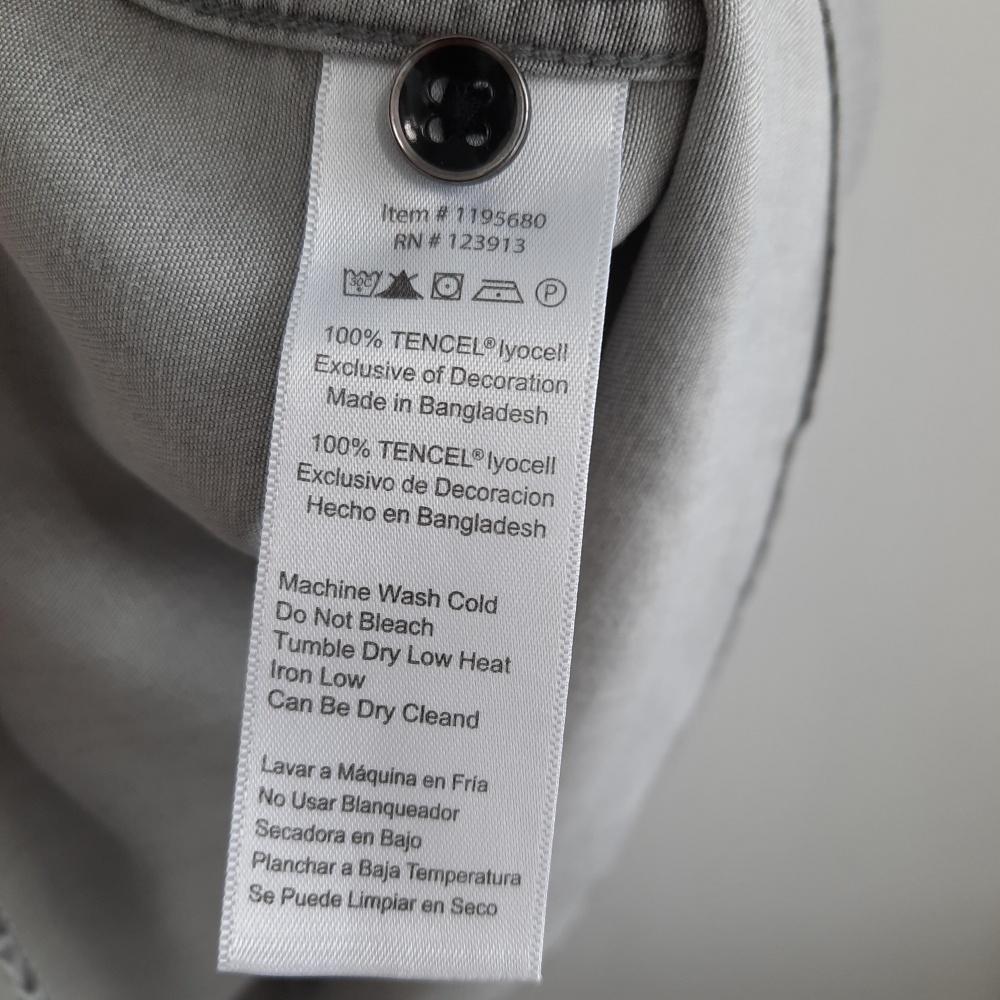 Item # 1195680
RN # 123913
30C P
100% TENCEL® lyocell
Exclusive of Decoration
Made in Bangladesh
100% TENCEL® lyocell
Exclusivo de Decoracion
Hecho en Bangladesh
Machine Wash Cold
Do Not Bleach
Tumble Dry Low Heat
Iron Low
Can Be Dry Cleand
Lavar a Máquina en Fria
No Usar Blanqueador
Secadora en Bajo
Planchar a Baja Temperatura
Se Puede Limpiar en Seco